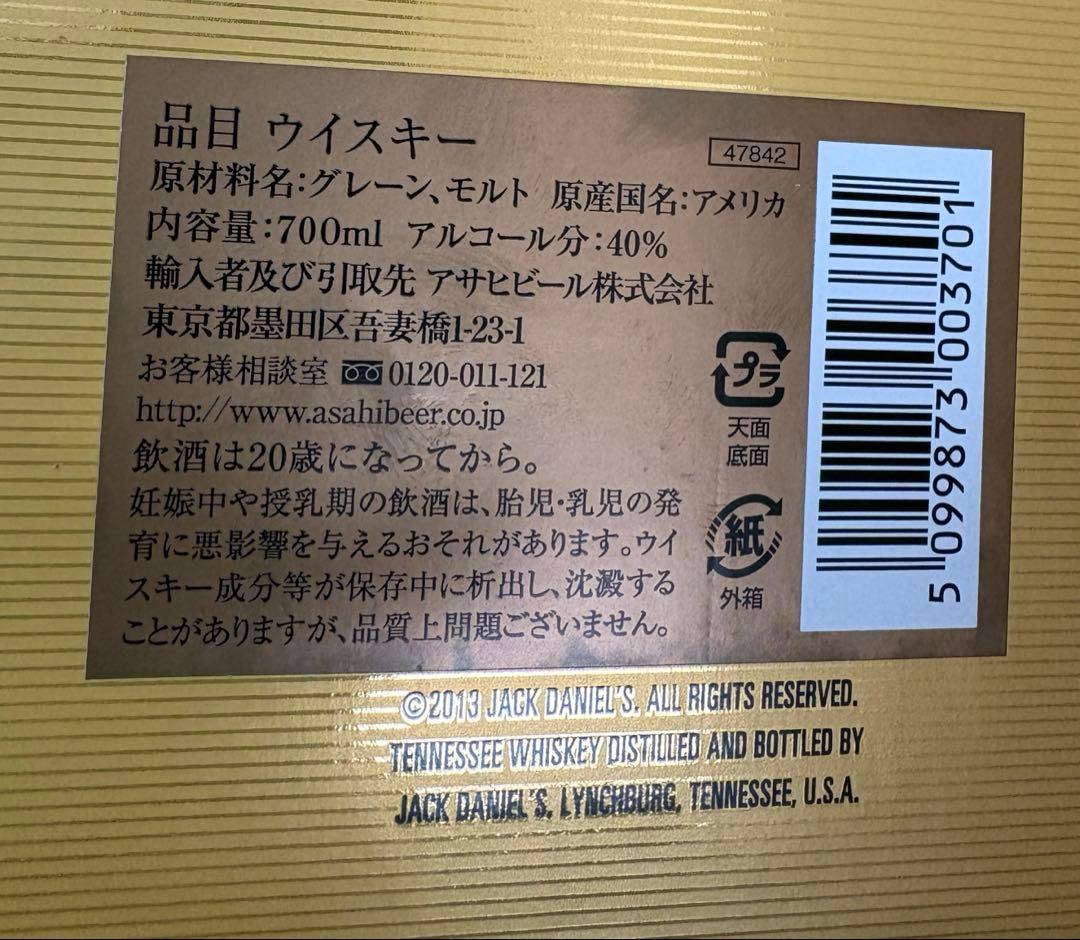 品目 ウイスキー
47842
原材料名:グレーン、モルト 原産国名:アメリカ
内容量:700ml アルコール分:40%
輸入者及び引取先 アサヒビール株式会社
東京都墨田区吾妻橋1-23-1
お客様相談室 0120-011-121
http://www.asahibeer.co.jp
飲酒は20歳になってから。
妊娠中や授乳期の飲酒は、胎児・乳児の発
育に悪影響を与えるおそれがあります。ウイ
スキー成分等が保存中に析出し、沈澱する
ことがありますが、品質上問題ございません。
プラ
天面
底面
紙
外箱
5 099873 003701
©2013 JACK DANIEL'S. ALL RIGHTS RESERVED.
TENNESSEE WHISKEY DISTILLED AND BOTTLED BY
JACK DANIEL'S, LYNCHBURG, TENNESSEE, U.S.A.